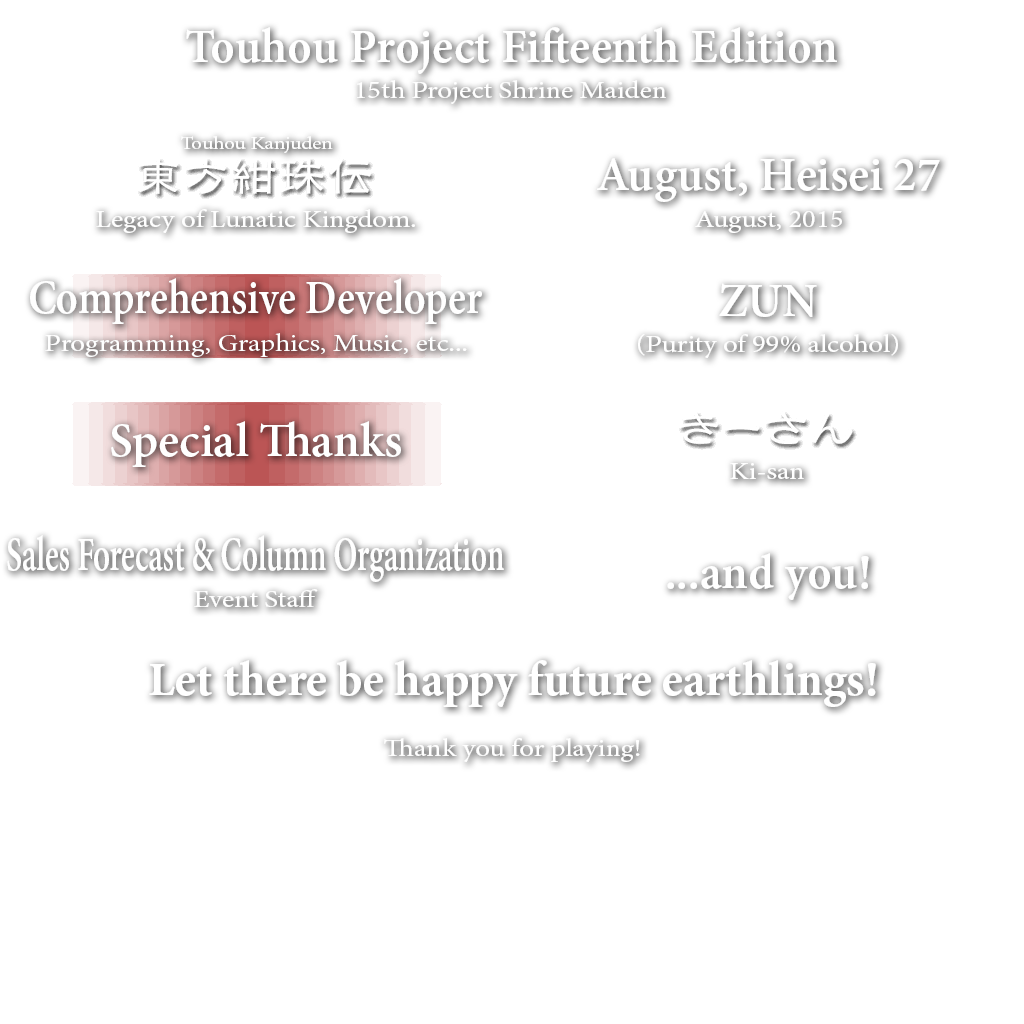 Touhou Project Fifteenth Edition
15th Project Shrine Maiden
Touhou Kanjuden
東方紺珠伝
Legacy of Lunatic Kingdom.
August, Heisei 27
August, 2015
Comprehensive Developer
Programming, Graphics, Music, etc...
ZUN
(Purity of 99% alcohol)
Special Thanks
きーさん
Ki-san
Sales Forecast & Column Organization
Event Staff
...and you!
Let there be happy future earthlings!
Thank you for playing!